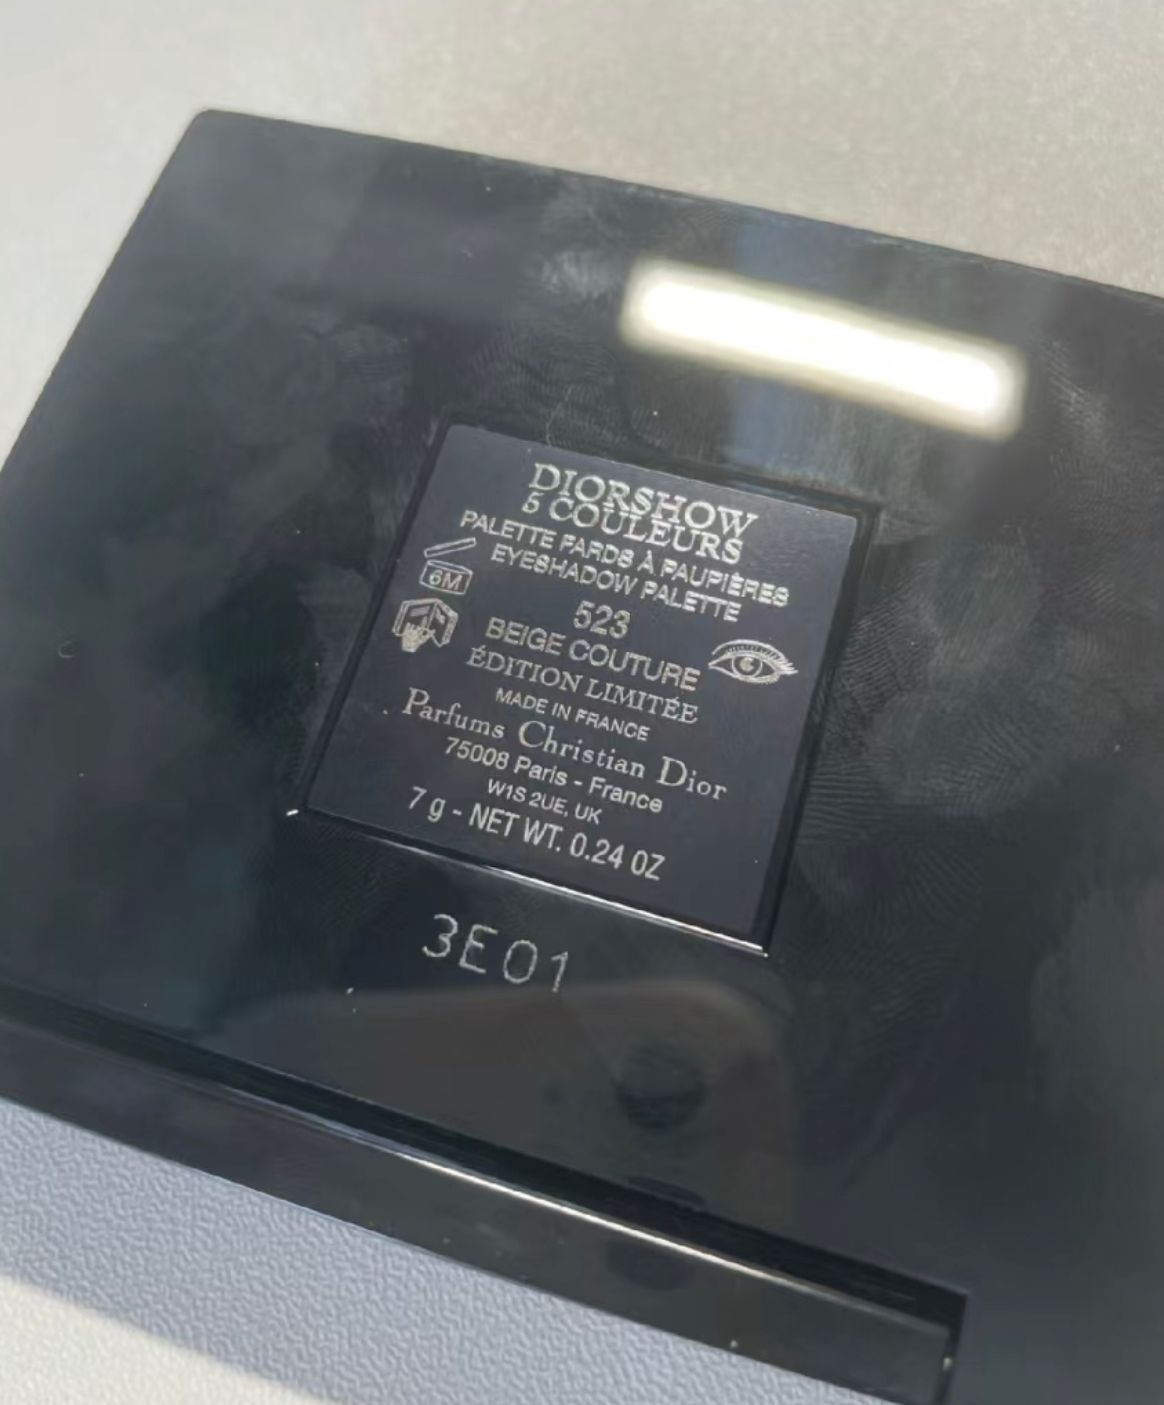 DIORSHOW
5 COULEURS
PALETTE FARDS À PAUPIÈRES
EYESHADOW PALETTE
6M
523
BEIGE COUTURE
ÉDITION LIMITÉE
MADE IN FRANCE
Parfums Christian Dior
75008 Paris - France
W1S 2UE, UK
7 g - NET WT. 0.24 OZ
3E01